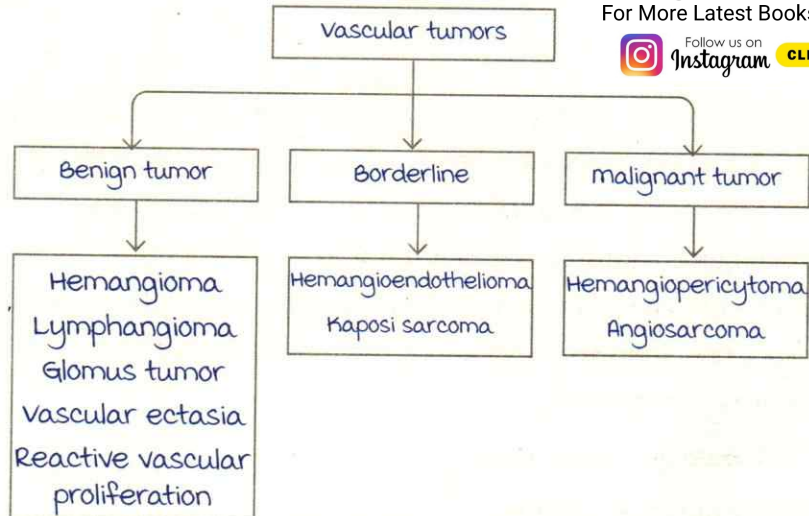 For More Latest Books
Follow us on
Instagram CLI
Vascular tumors
Benign tumor
Borderline
malignant tumor
Hemangioma
Lymphangioma
Glomus tumor
Vascular ectasia
Reactive vascular
proliferation
Hemangioendothelioma
Kaposi sarcoma
Hemangiopericytoma
Angiosarcoma